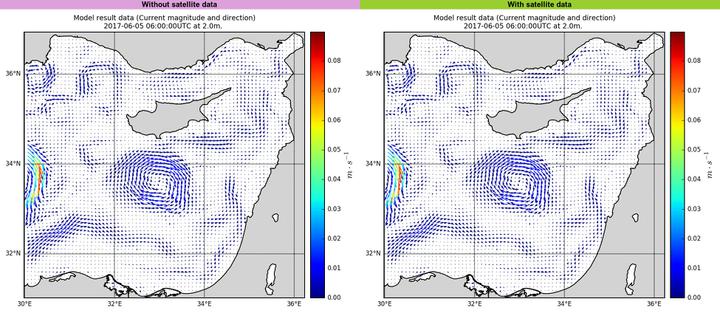 Without satellite data
Model result data (Current magnitude and direction)
2017-06-05 06:00:00UTC at 2.0m.
36°N
34°N
32°N
30°E
32°E
34°E
36°E
0.08
0.07
0.06
0.05
0.04
0.03
0.02
0.01
0.00
m · s⁻¹
With satellite data
Model result data (Current magnitude and direction)
2017-06-05 06:00:00UTC at 2.0m.
36°N
34°N
32°N
30°E
32°E
34°E
36°E
0.08
0.07
0.06
0.05
0.04
0.03
0.02
0.01
0.00
m · s⁻¹